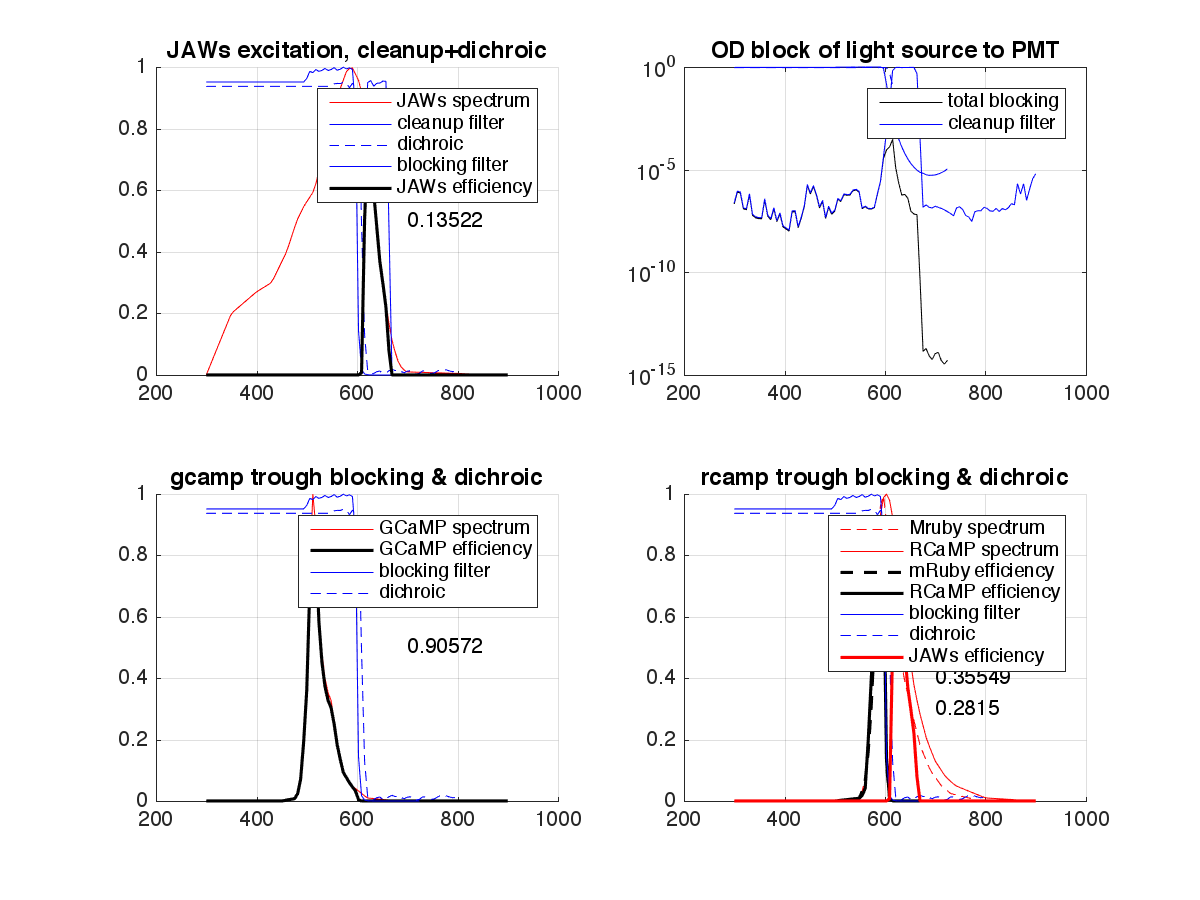 JAWs excitation, cleanup+dichroic
1
0.8
0.6
0.4
0.2
0
200
400
600
800
1000
JAWs spectrum
cleanup filter
dichroic
blocking filter
JAWs efficiency
0.13522
OD block of light source to PMT
10^0
10^-5
10^-10
10^-15
200
400
600
800
1000
total blocking
cleanup filter
gcamp trough blocking & dichroic
1
0.8
0.6
0.4
0.2
0
200
400
600
800
1000
GCaMP spectrum
GCaMP efficiency
blocking filter
dichroic
0.90572
rcamp trough blocking & dichroic
1
0.8
0.6
0.4
0.2
0
200
400
600
800
1000
Mruby spectrum
RCaMP spectrum
mRuby efficiency
RCaMP efficiency
blocking filter
dichroic
JAWs efficiency
0.35549
0.2815